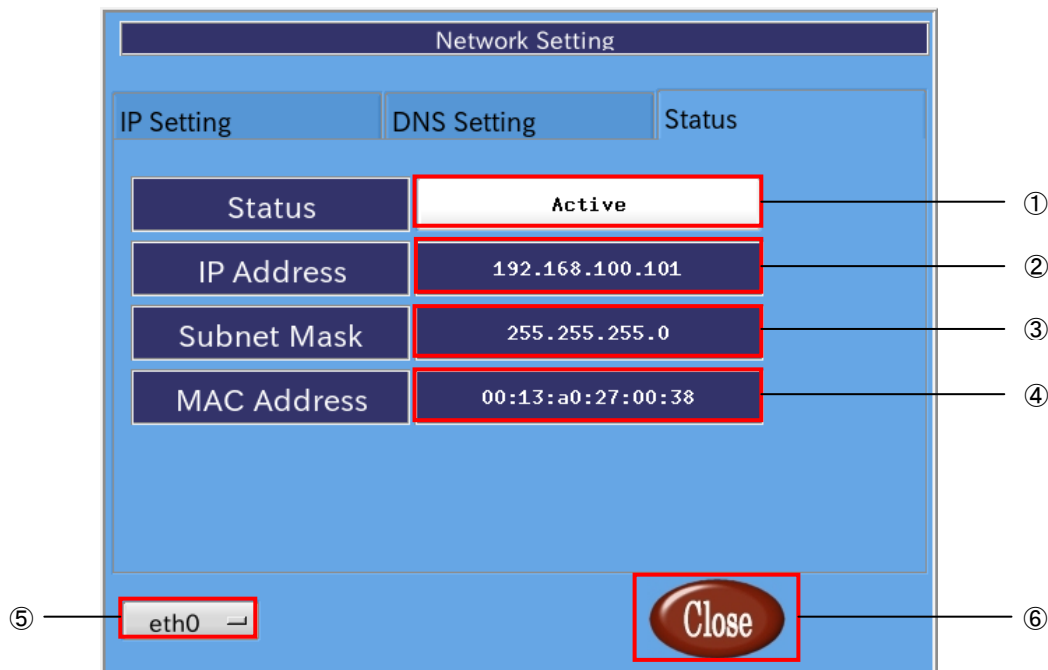 Network Setting
IP Setting DNS Setting Status
Status Active ①
IP Address 192.168.100.101 ②
Subnet Mask 255.255.255.0 ③
MAC Address 00:13:a0:27:00:38 ④
⑤ eth0 Close ⑥